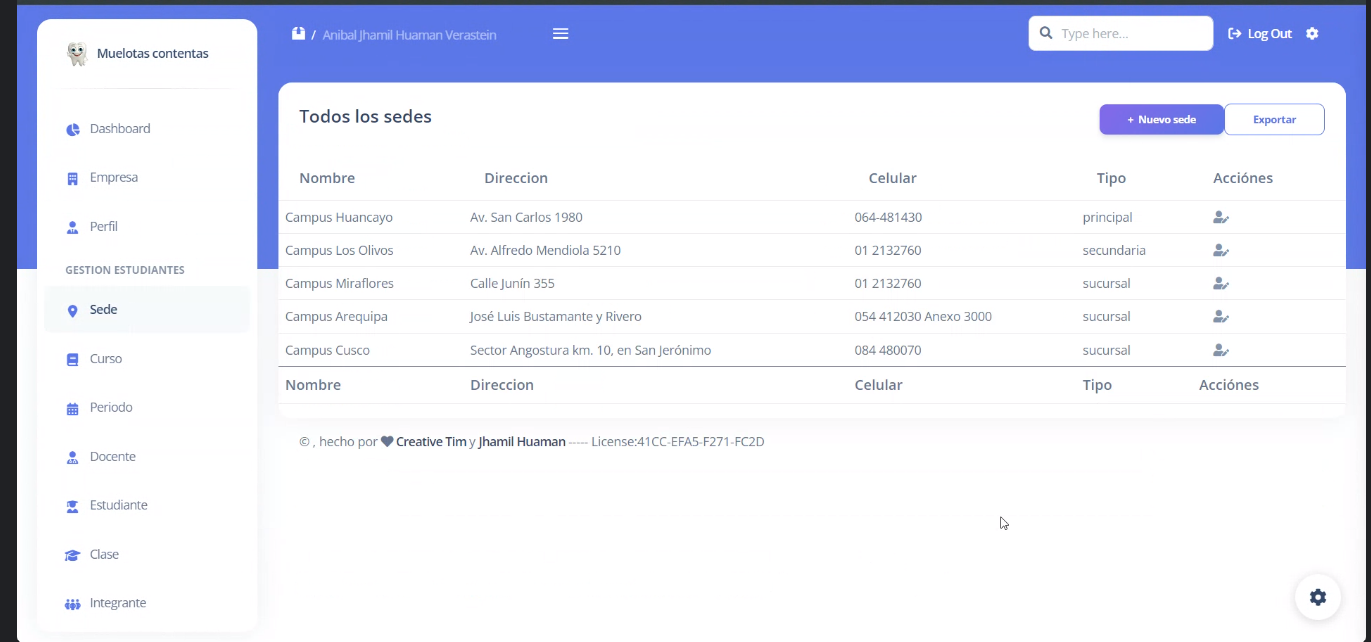 Muelotas contentas
/ Anibal Jhamil Huaman Verastein
Type here...
Log Out
Dashboard
Empresa
Perfil
GESTION ESTUDIANTES
Sede
Curso
Periodo
Docente
Estudiante
Clase
Integrante
Todos los sedes
+ Nuevo sede
Exportar
Nombre Direccion Celular Tipo Acciónes
Campus Huancayo Av. San Carlos 1980 064-481430 principal
Campus Los Olivos Av. Alfredo Mendiola 5210 01 2132760 secundaria
Campus Miraflores Calle Junín 355 01 2132760 sucursal
Campus Arequipa José Luis Bustamante y Rivero 054 412030 Anexo 3000 sucursal
Campus Cusco Sector Angostura km. 10, en San Jerónimo 084 480070 sucursal
Nombre Direccion Celular Tipo Acciónes
© , hecho por Creative Tim y Jhamil Huaman ----- License:41CC-EFA5-F271-FC2D